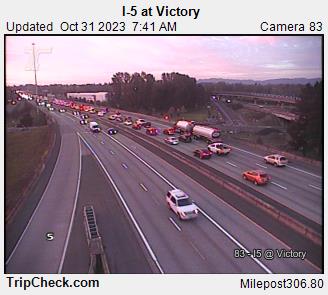 I-5 at Victory
Updated Oct 31 2023 7:41 AM Camera 83
S
83 - I5 @ Victory
TripCheck.com Milepost306.80